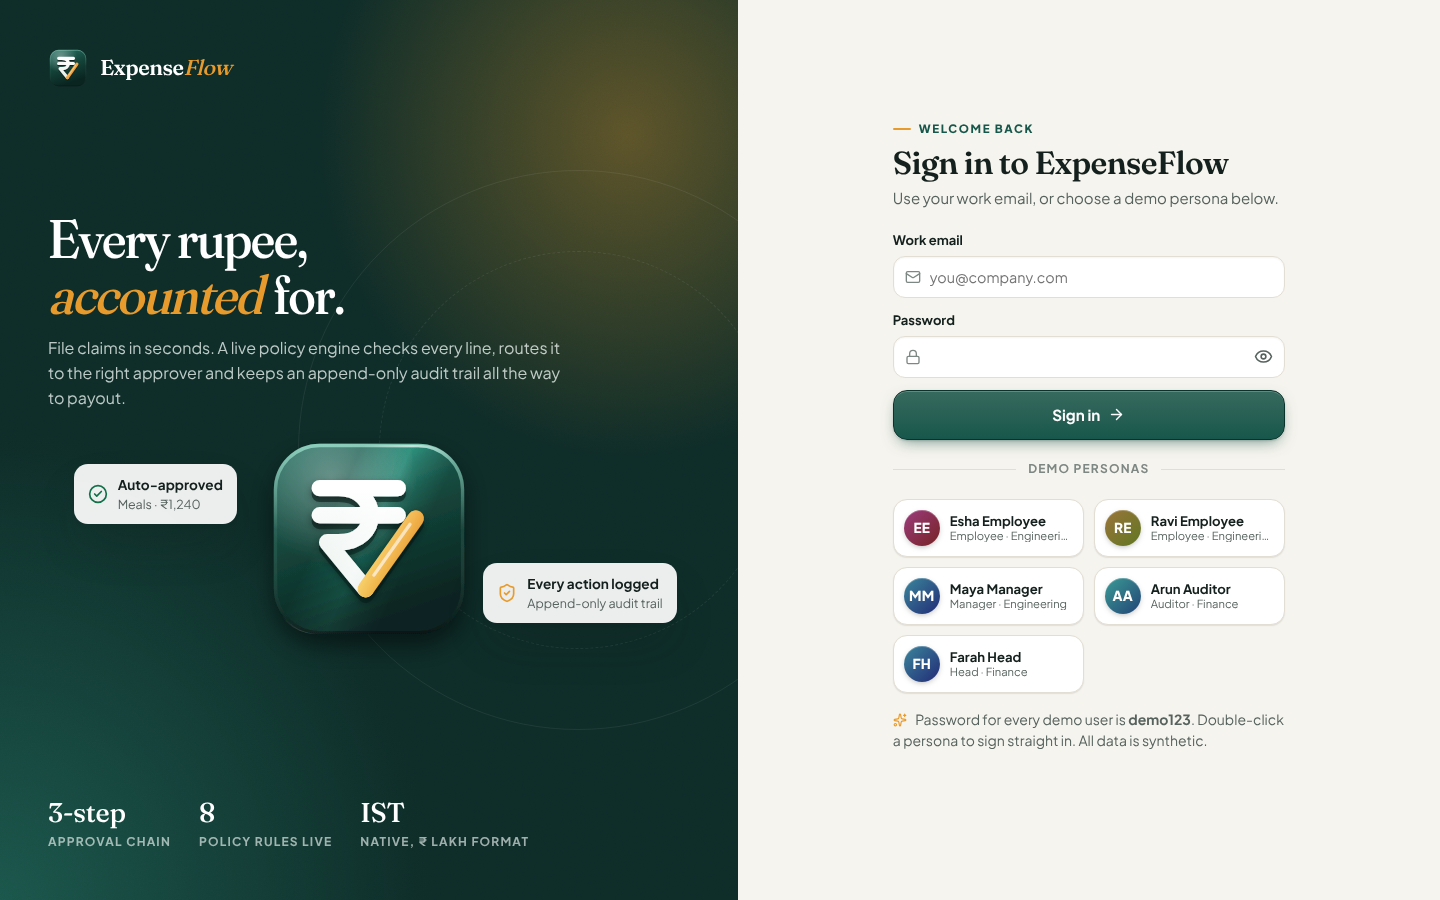 ExpenseFlow
Every rupee,
accounted for.
File claims in seconds. A live policy engine checks every line, routes it
to the right approver and keeps an append-only audit trail all the way
to payout.
Auto-approved
Meals · ₹1,240
₹
Every action logged
Append-only audit trail
3-step
APPROVAL CHAIN
8
POLICY RULES LIVE
IST
NATIVE, ₹ LAKH FORMAT
WELCOME BACK
Sign in to ExpenseFlow
Use your work email, or choose a demo persona below.
Work email
you@company.com
Password
Sign in
DEMO PERSONAS
EE
Esha Employee
Employee · Engineeri…
RE
Ravi Employee
Employee · Engineeri…
MM
Maya Manager
Manager · Engineering
AA
Arun Auditor
Auditor · Finance
FH
Farah Head
Head · Finance
Password for every demo user is demo123. Double-click
a persona to sign straight in. All data is synthetic.